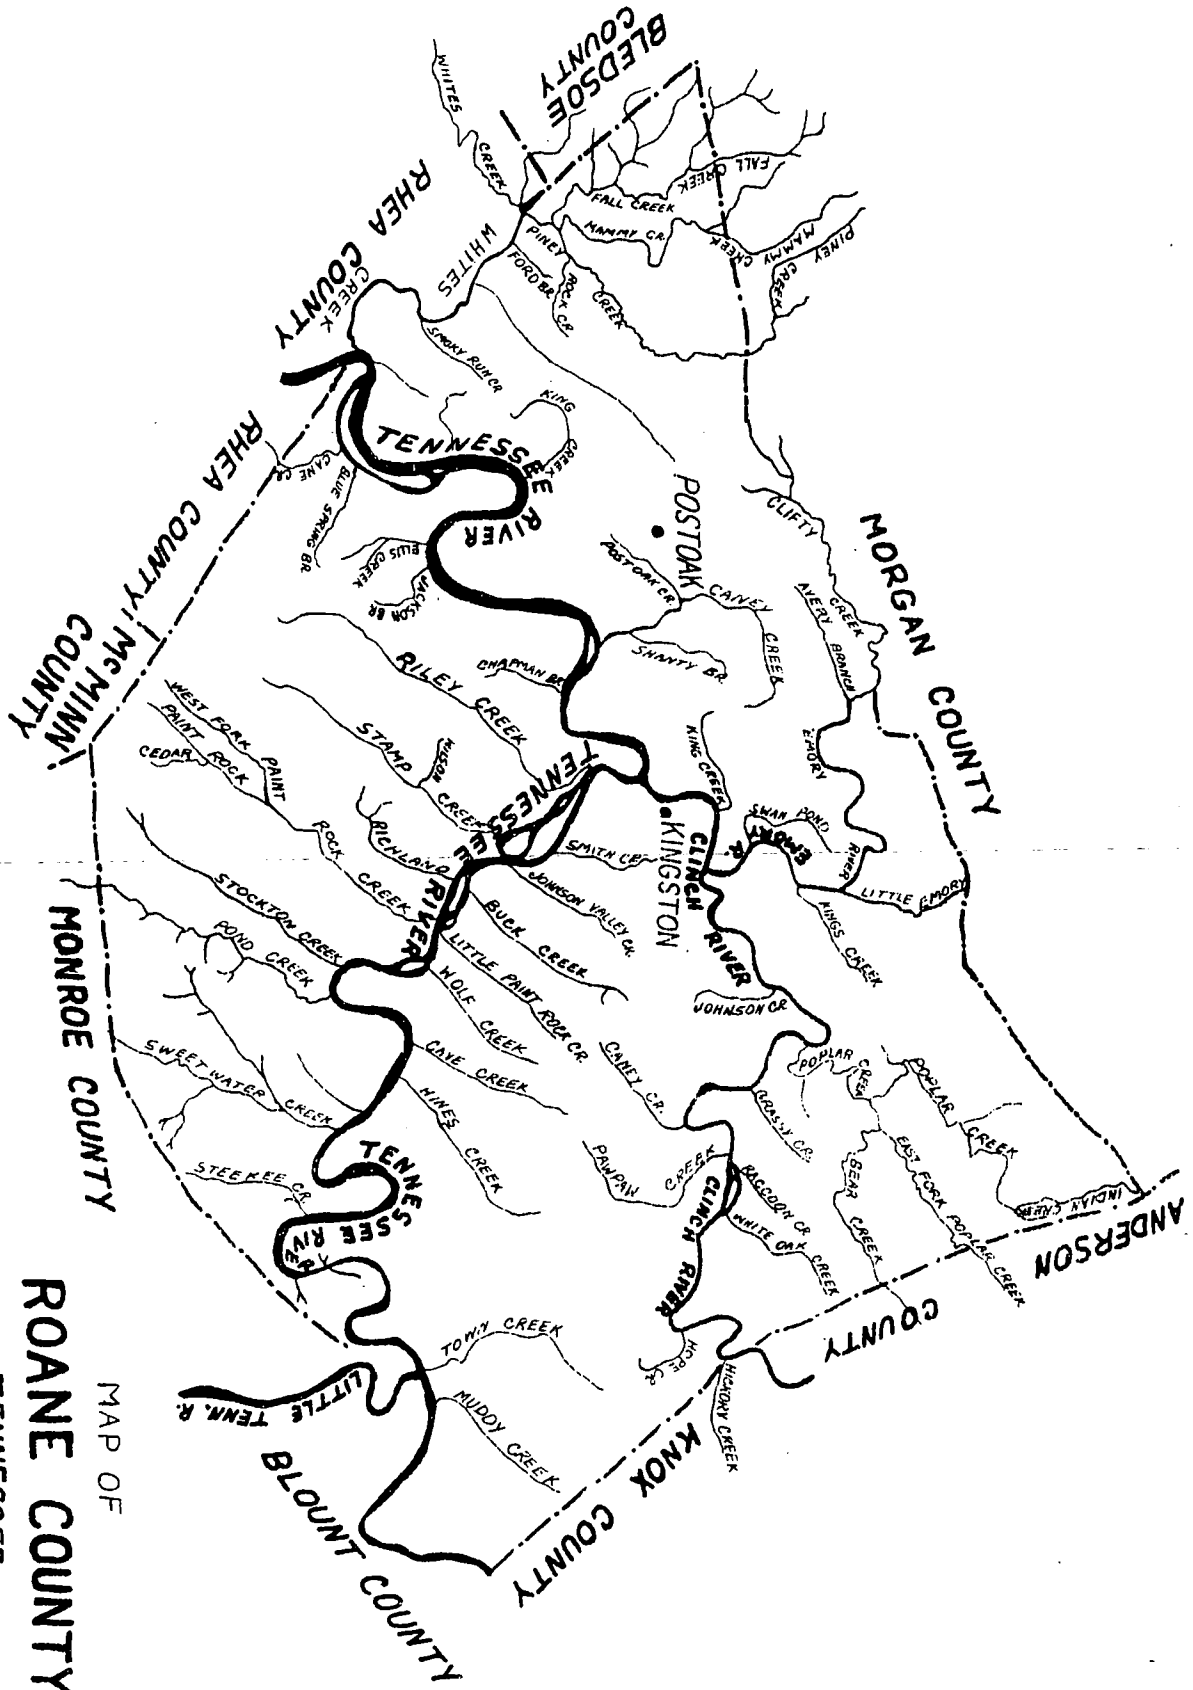 MAP OF
ROANE COUNTY
BLEDSOE
COUNTY
MORGAN COUNTY
ANDERSON
COUNTY
KNOX COUNTY
BLOUNT COUNTY
MONROE COUNTY
McMINN
COUNTY
RHEA COUNTY
RHEA COUNTY
WHITES
CREEK
WHITES
CREEK
FALL
CREEK
FALL CREEK
MAMMY CR.
MAMMY
CREEK
PINEY
CREEK
PINEY
CREEK
FORD BR.
ROCK CR.
SMOKY RUN CR
KING
CREEK
TENNESSEE
RIVER
CANE CR.
BLUE SPRING BR.
ELLIS CREEK
JACKSON BR
POSTOAK
POSTOAK CR.
CANEY
CREEK
SHANTY BR.
CLIFTY
CREEK
AVERY
BRANCH
EMORY
RIVER
SWAN POND
EMORY
R.
LITTLE EMORY
KING CREEK
KINGSTON
CLINCH RIVER
KINGS CREEK
JOHNSON CR
CHAPMAN BR.
RILEY CREEK
STAMP
CREEK
TENNESSEE
RIVER
SMITH CR
JOHNSON VALLEY CK.
BUCK CREEK
LITTLE PAINT ROCK CR.
WOLF CREEK
CAVE CREEK
HINES
CREEK
RICHLAND
WEST FORK PAINT
ROCK
CREEK
PAINT ROCK
CEDAR
STOCKTON CREEK
POND CREEK
SWEET WATER CREEK
STEEKEE CR.
TENNESSEE RIVER
CANEY CR.
PAWPAW
CREEK
GRASSY CR.
POPLAR CREEK
POPLAR
CREEK
INDIAN CREEK
EAST FORK POPLAR CREEK
BEAR CREEK
RACCOON CR.
WHITE OAK CREEK
CLINCH RIVER
HOPE CR.
HICKORY CREEK
TOWN CREEK
MUDDY CREEK
LITTLE
TENN. R.